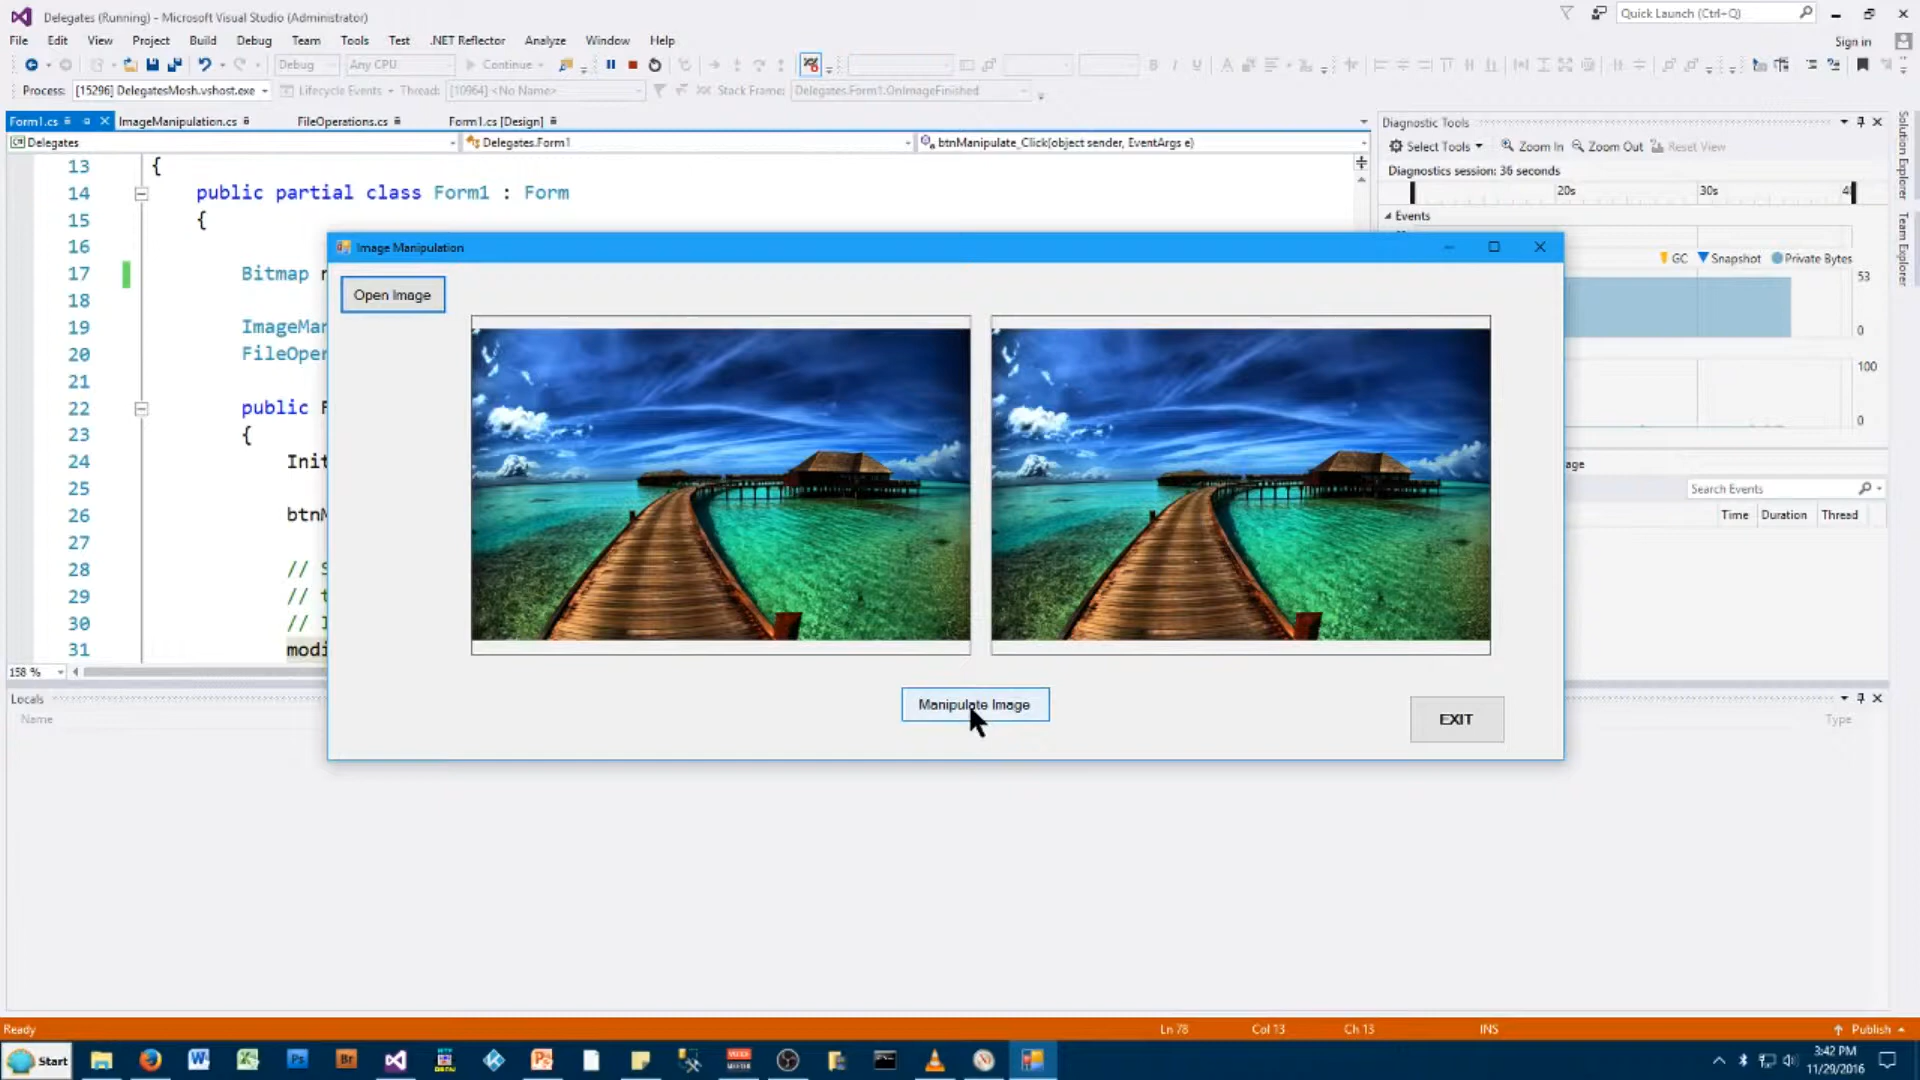 Delegates (Running) - Microsoft Visual Studio (Administrator)
Quick Launch (Ctrl+Q)
File Edit View Project Build Debug Team Tools Test .NET Reflector Analyze Window Help
Sign in
Debug Any CPU Continue
Process: [15296] DelegatesMosh.vshost.exe Lifecycle Events Thread: [10964] <No Name> Stack Frame: Delegates.Form1.OnImageFinished
Form1.cs ImageManipulation.cs FileOperations.cs Form1.cs [Design]
Delegates Delegates.Form1 btnManipulate_Click(object sender, EventArgs e)
13 {
14 public partial class Form1 : Form
15 {
16
17 Bitmap
18
19 ImageMan
20 FileOper
21
22 public F
23 {
24 Init
25
26 btnM
27
28 // S
29 // t
30 // I
31 modi
158 %
Image Manipulation
Open Image
Manipulate Image
EXIT
Diagnostic Tools
Select Tools Zoom In Zoom Out Reset View
Diagnostics session: 36 seconds
20s 30s
Events
GC Snapshot Private Bytes
53
0
100
0
age
Search Events
Time Duration Thread
Solution Explorer
Team Explorer
Locals
Name Type
Ready Ln 78 Col 13 Ch 13 INS Publish
Start
3:42 PM
11/29/2016